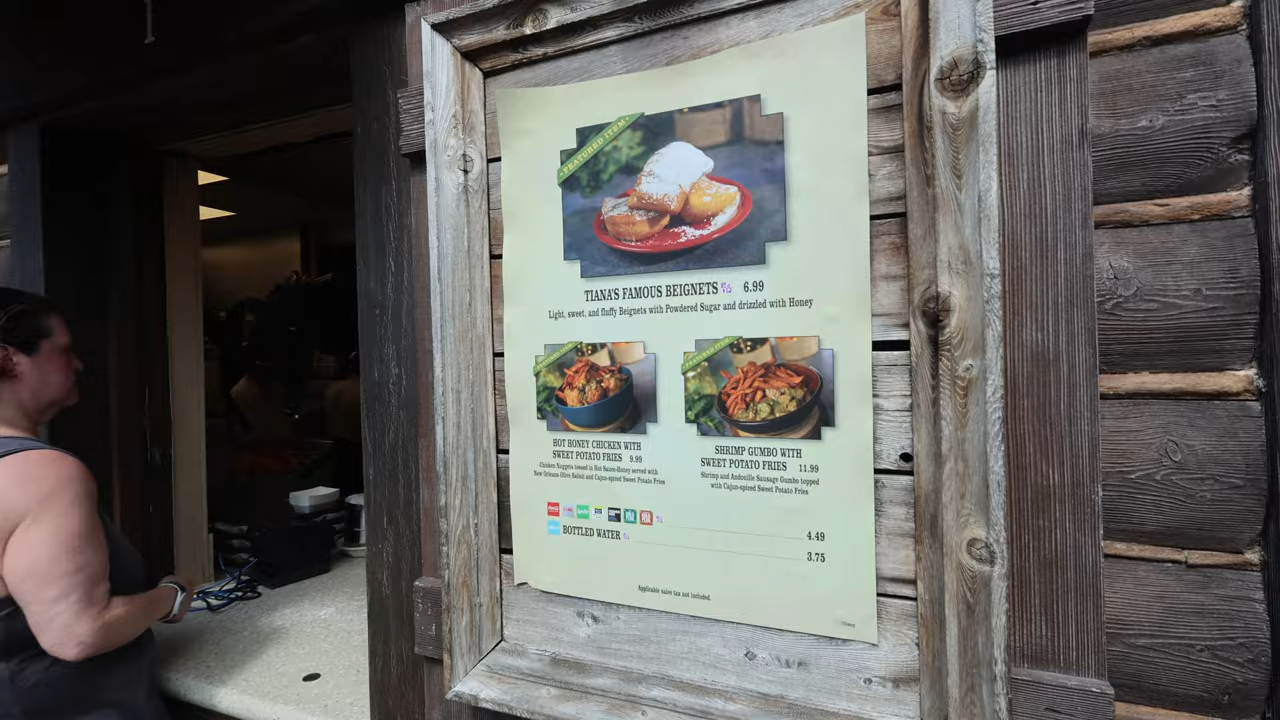 FEATURED ITEM
TIANA'S FAMOUS BEIGNETS 6.99
Light, sweet, and fluffy Beignets with Powdered Sugar and drizzled with Honey
FEATURED ITEM
FEATURED ITEM
HOT HONEY CHICKEN WITH
SWEET POTATO FRIES 9.99
Chicken Nuggets tossed in Hot Sauce-Honey served with
New Orleans Olive Salad and Cajun-spiced Sweet Potato Fries
SHRIMP GUMBO WITH
SWEET POTATO FRIES 11.99
Shrimp and Andouille Sausage Gumbo topped
with Cajun-spiced Sweet Potato Fries
4.49
BOTTLED WATER 3.75
Applicable sales tax not included.